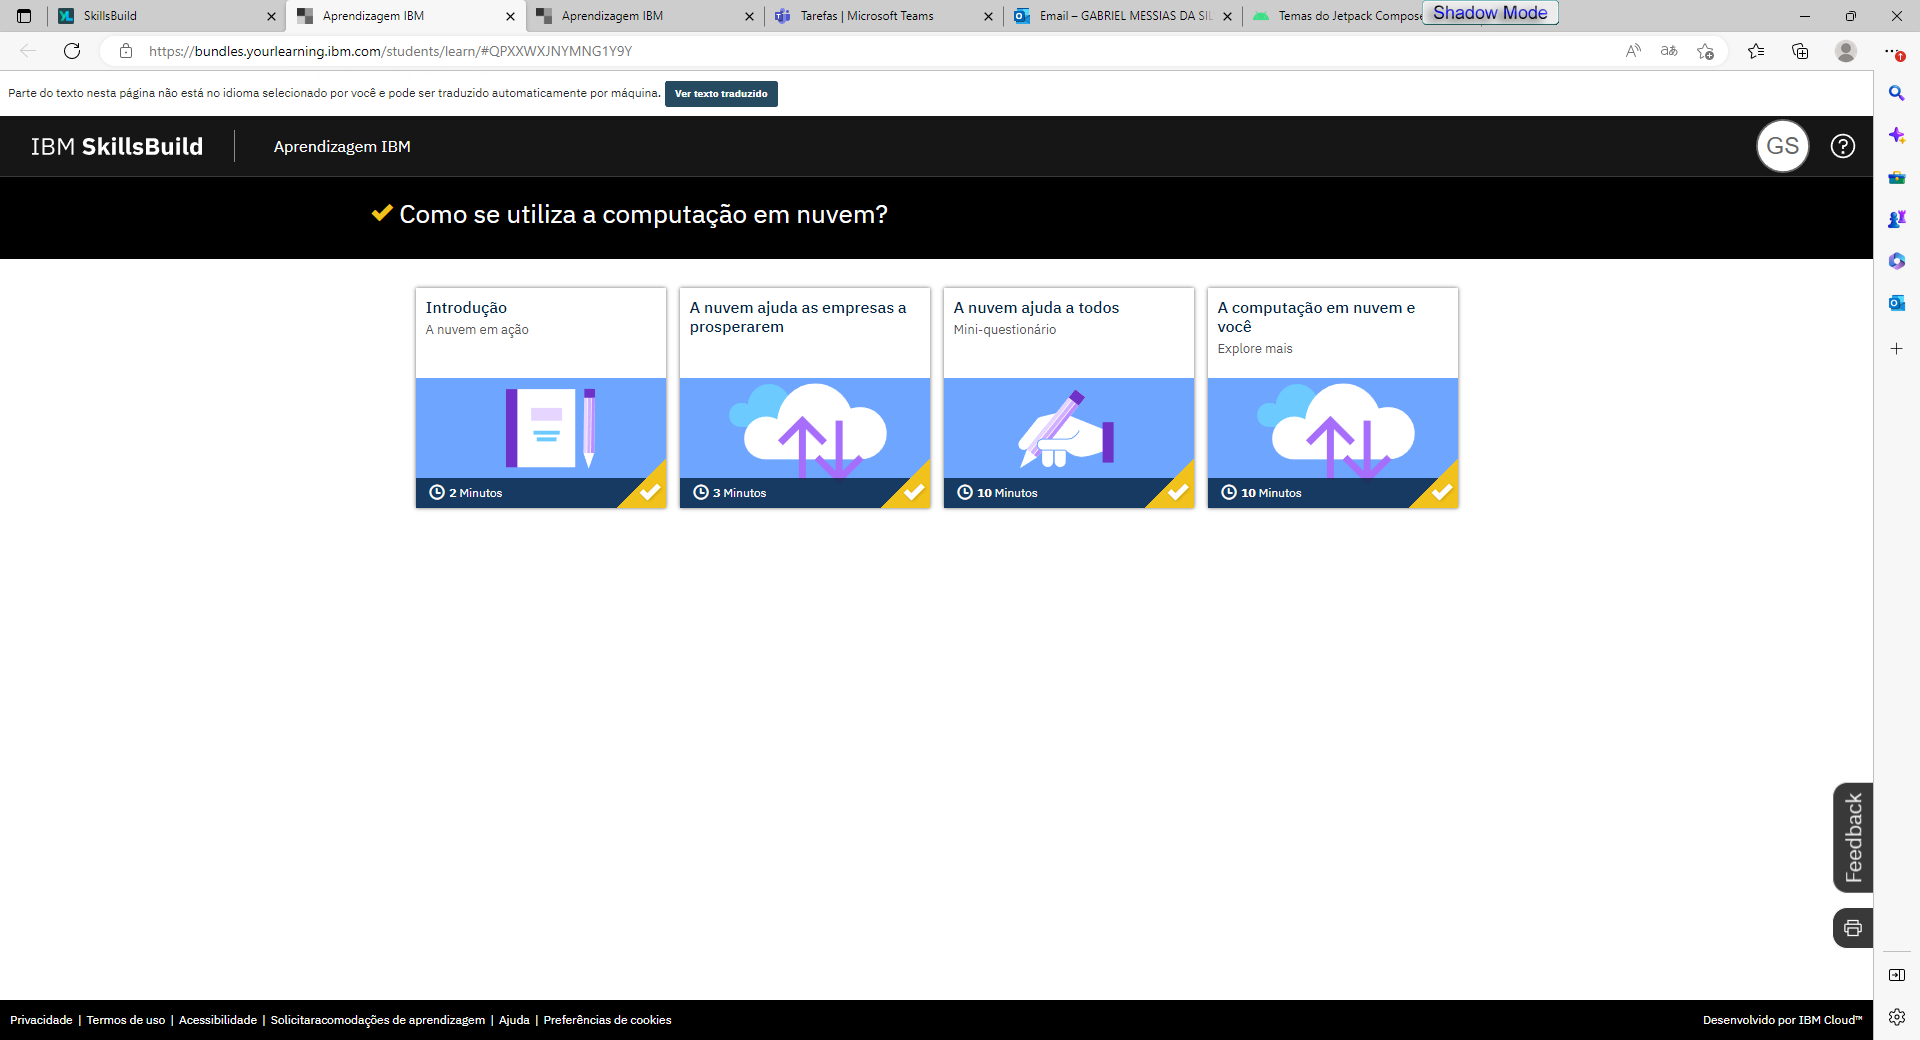 SkillsBuild
Aprendizagem IBM
Aprendizagem IBM
Tarefas | Microsoft Teams
Email – GABRIEL MESSIAS DA SIL
Temas do Jetpack Compose
Shadow Mode
https://bundles.yourlearning.ibm.com/students/learn/#QPXXWXJNYMNG1Y9Y
Parte do texto nesta página não está no idioma selecionado por você e pode ser traduzido automaticamente por máquina.
Ver texto traduzido
IBM SkillsBuild
Aprendizagem IBM
GS
Como se utiliza a computação em nuvem?
Introdução
A nuvem em ação
2 Minutos
A nuvem ajuda as empresas a
prosperarem
3 Minutos
A nuvem ajuda a todos
Mini-questionário
10 Minutos
A computação em nuvem e
você
Explore mais
10 Minutos
Feedback
Privacidade | Termos de uso | Acessibilidade | Solicitaracomodações de aprendizagem | Ajuda | Preferências de cookies
Desenvolvido por IBM Cloud™